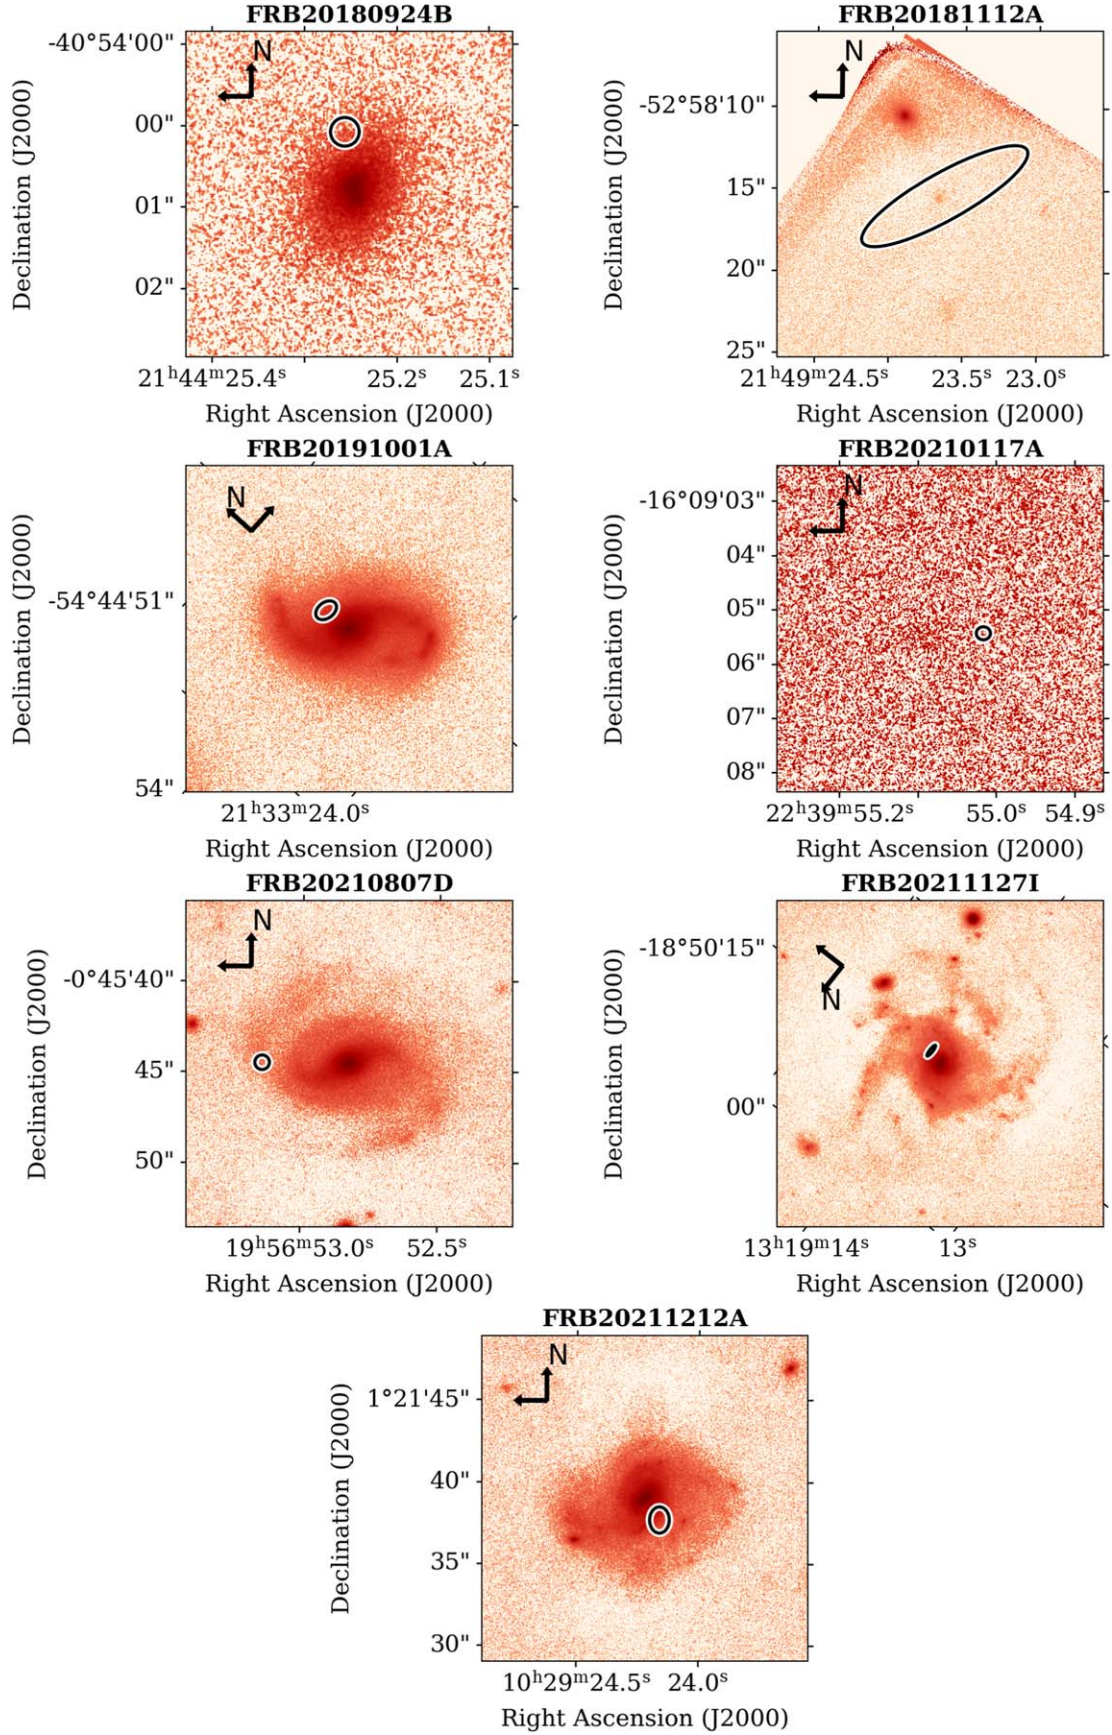 FRB20180924B
-40°54'00"
N
00"
01"
02"
21ʰ44ᵐ25.4ˢ 25.2ˢ 25.1ˢ
Right Ascension (J2000)
Declination (J2000)
FRB20181112A
N
-52°58'10"
15"
20"
25"
21ʰ49ᵐ24.5ˢ 23.5ˢ 23.0ˢ
Right Ascension (J2000)
Declination (J2000)
FRB20191001A
N
-54°44'51"
54"
21ʰ33ᵐ24.0ˢ
Right Ascension (J2000)
Declination (J2000)
FRB20210117A
N
-16°09'03"
04"
05"
06"
07"
08"
22ʰ39ᵐ55.2ˢ 55.0ˢ 54.9ˢ
Right Ascension (J2000)
Declination (J2000)
FRB20210807D
N
-0°45'40"
45"
50"
19ʰ56ᵐ53.0ˢ 52.5ˢ
Right Ascension (J2000)
Declination (J2000)
FRB20211127I
-18°50'15"
N
00"
13ʰ19ᵐ14ˢ 13ˢ
Right Ascension (J2000)
Declination (J2000)
FRB20211212A
N
1°21'45"
40"
35"
30"
10ʰ29ᵐ24.5ˢ 24.0ˢ
Right Ascension (J2000)
Declination (J2000)